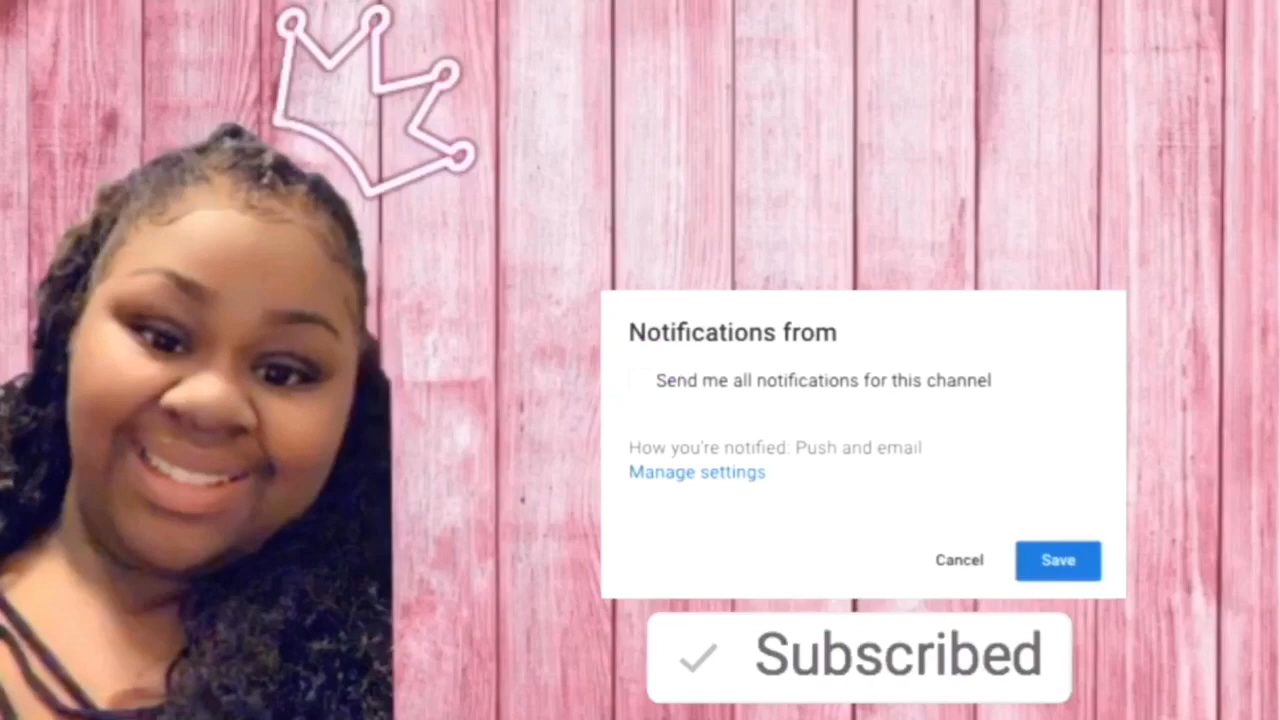 Notifications from
Send me all notifications for this channel
How you're notified: Push and email
Manage settings
Cancel
Save
Subscribed